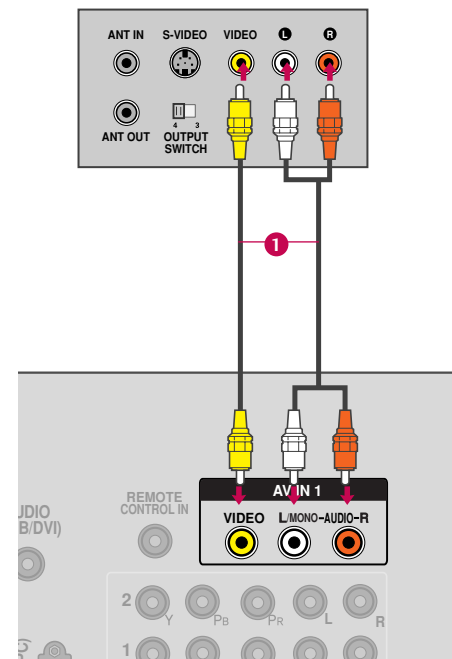 ANT IN S-VIDEO VIDEO L R
ANT OUT
4 3
OUTPUT
SWITCH
1
AV IN 1
VIDEO L/MONO-AUDIO-R
REMOTE
CONTROL IN
B/DVI)
2 Y PB PR L R
1